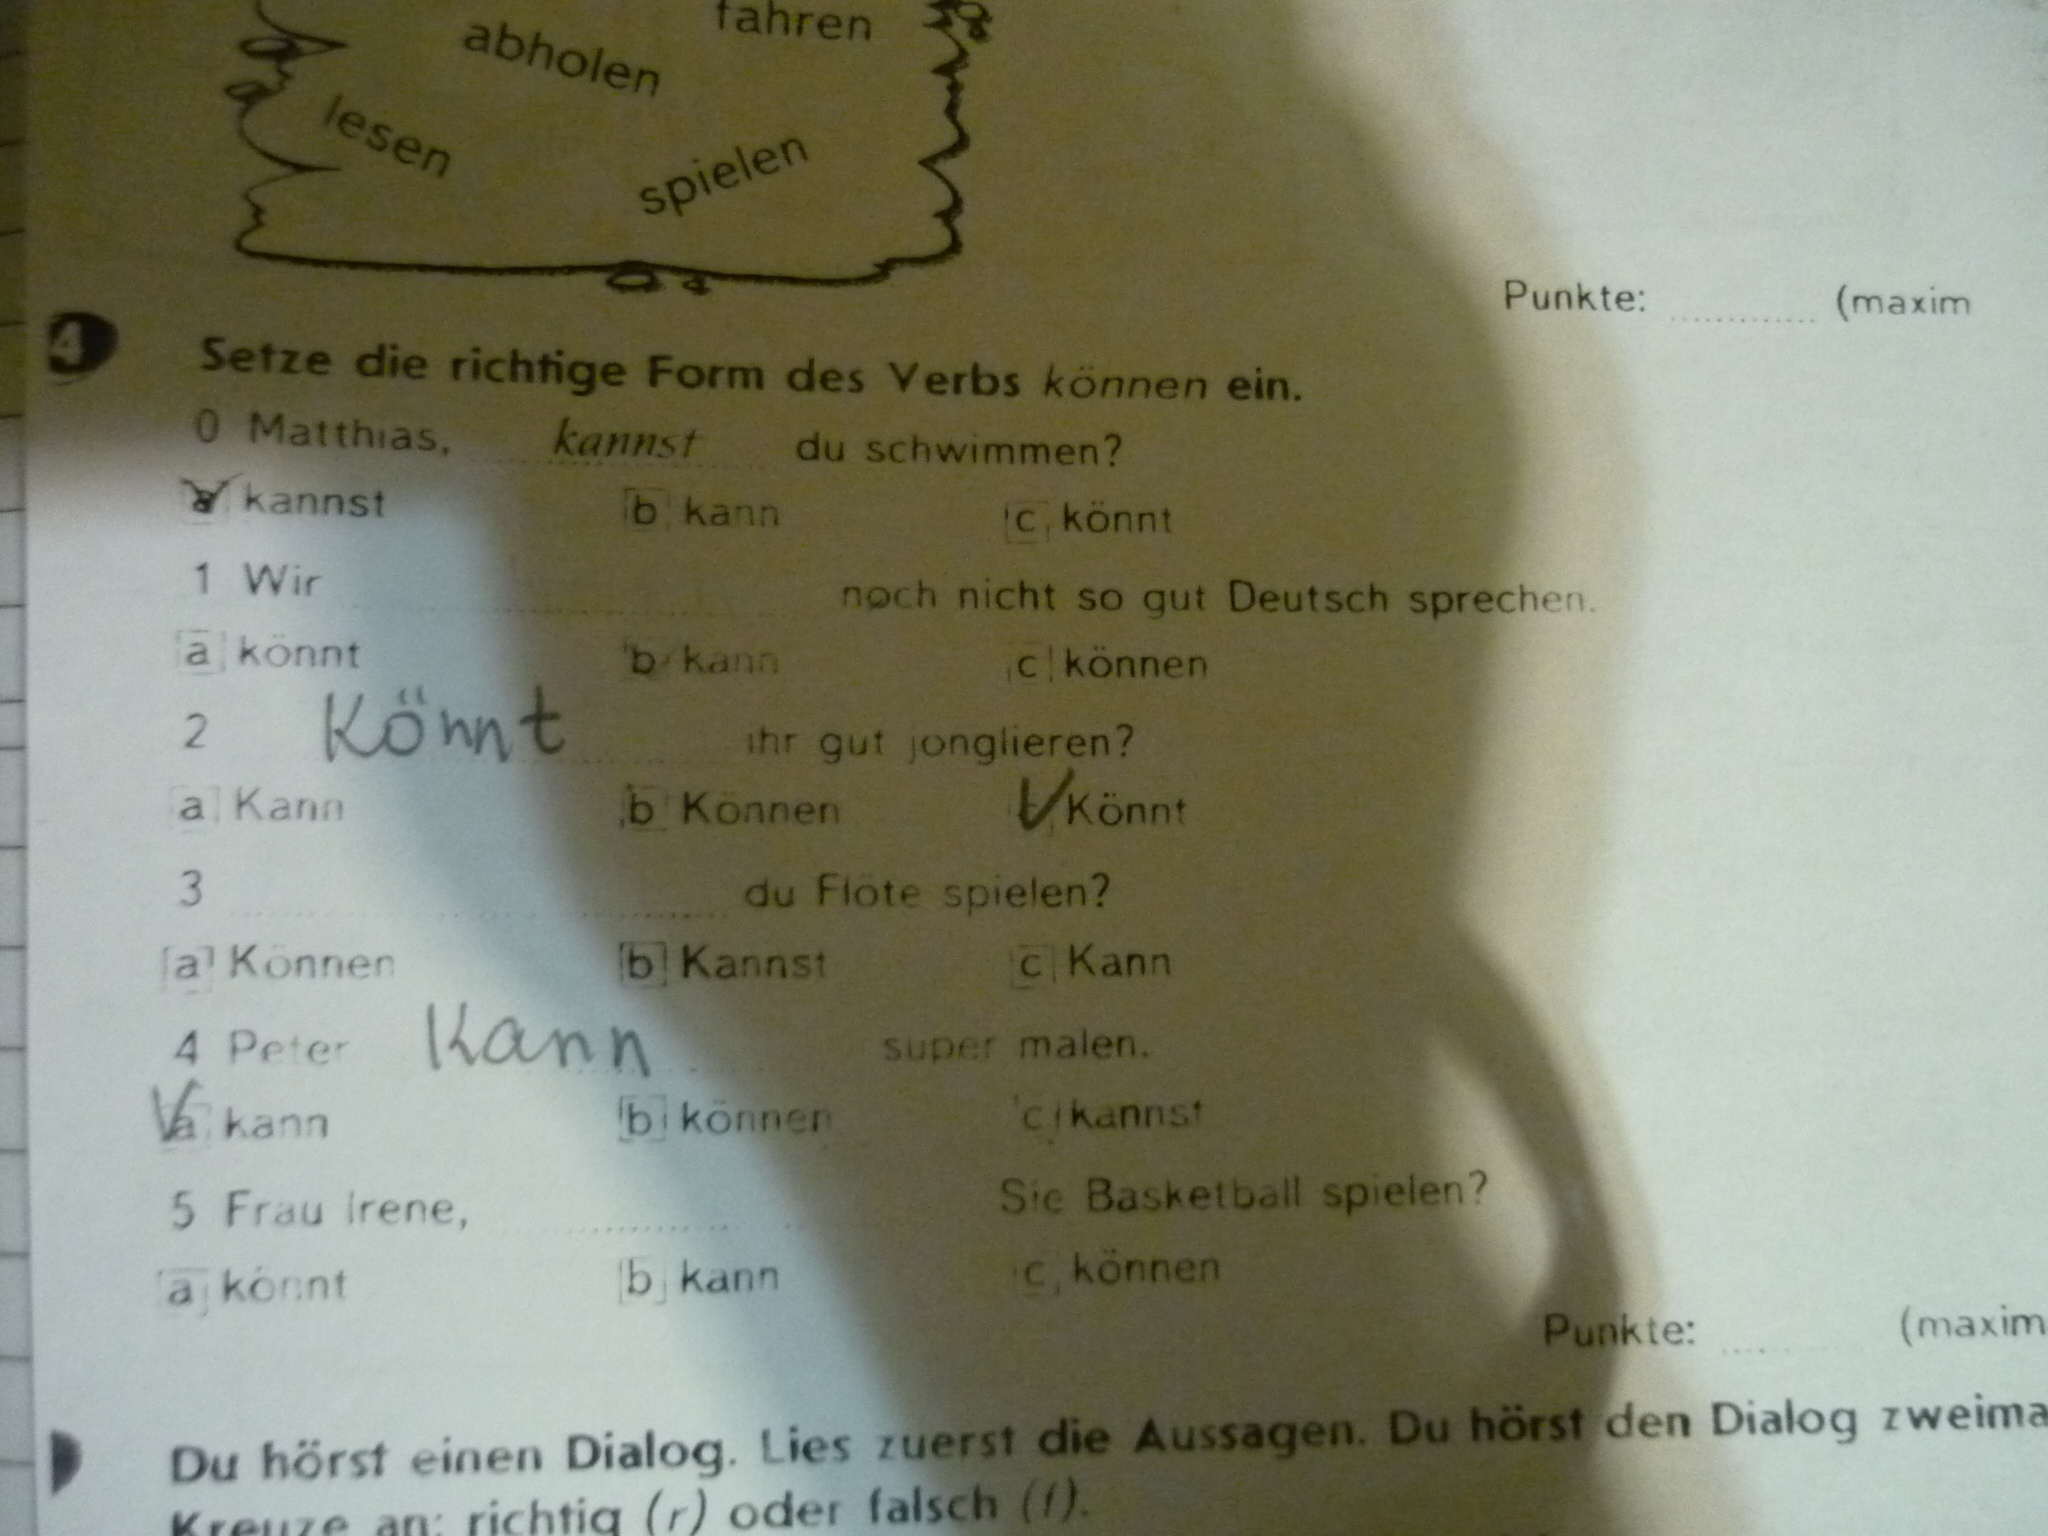 fahren
abholen
lesen
spielen
Punkte: ............ (maxim
4 Setze die richtige Form des Verbs können ein.
0 Matthias, kannst du schwimmen?
a kannst b kann c könnt
1 Wir ............ noch nicht so gut Deutsch sprechen.
a könnt b kann c können
2 Könnt ihr gut jonglieren?
a Kann b Können c Könnt
3 ............ du Flöte spielen?
a Können b Kannst c Kann
4 Peter Kann super malen.
a kann b können c kannst
5 Frau Irene, ............ Sie Basketball spielen?
a könnt b kann c können
Punkte: ............ (maxim
Du hörst einen Dialog. Lies zuerst die Aussagen. Du hörst den Dialog zweima
Kreuze an: richtig (r) oder falsch (f).